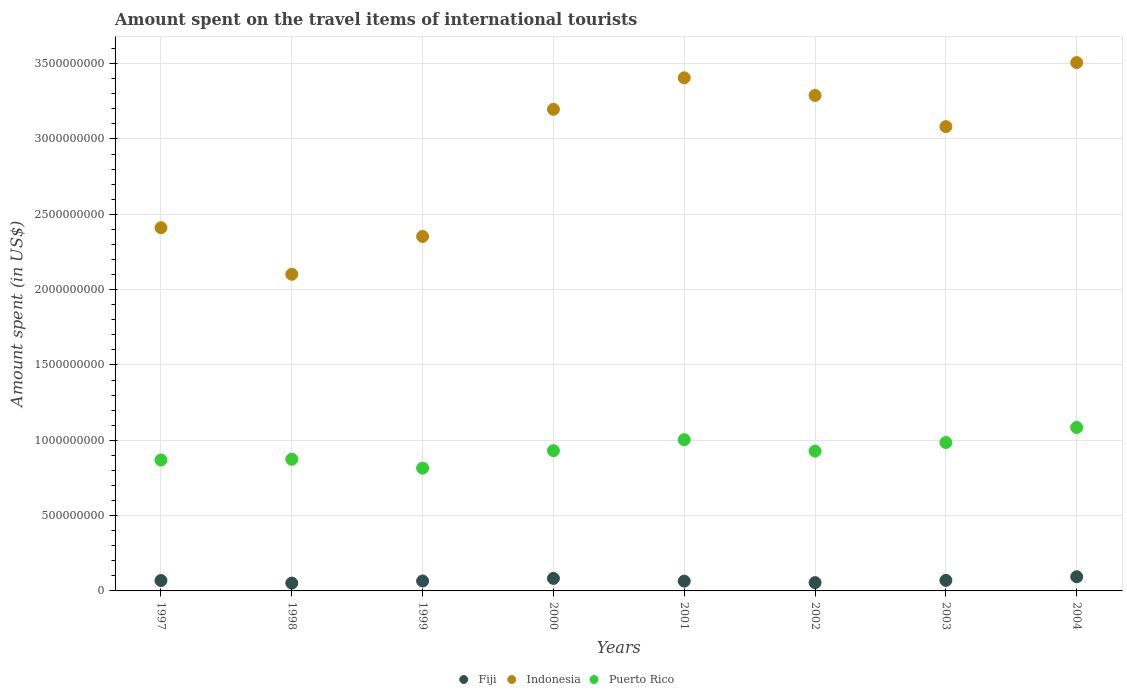 Amount spent on the travel items of international tourists
Amount spent (in US$)
3500000000
3000000000
2500000000
2000000000
1500000000
1000000000
500000000
0
1997
1998
1999
2000
2001
2002
2003
2004
Years
Fiji
Indonesia
Puerto Rico